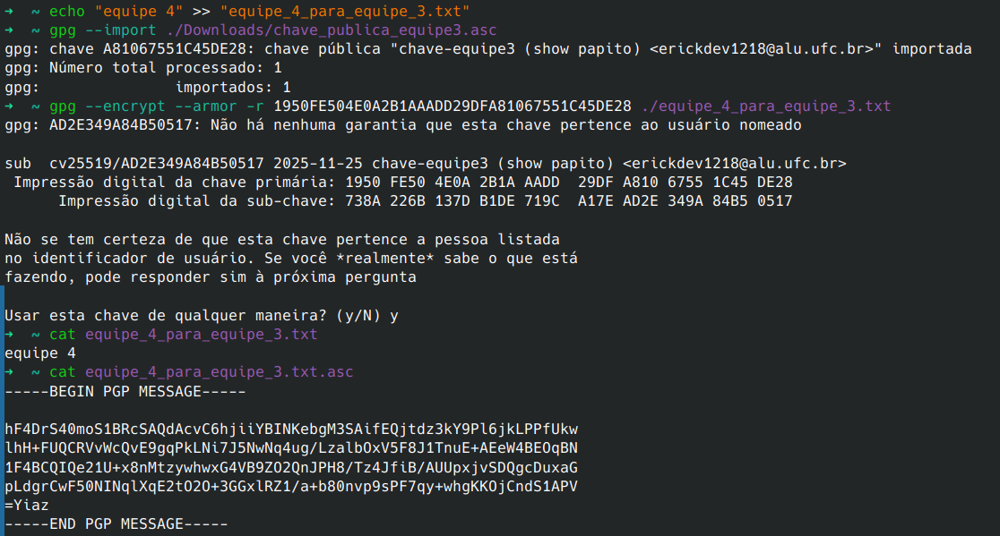 →  ~ echo "equipe 4" >> "equipe_4_para_equipe_3.txt"
→  ~ gpg --import ./Downloads/chave_publica_equipe3.asc
gpg: chave A81067551C45DE28: chave pública "chave-equipe3 (show papito) <erickdev1218@alu.ufc.br>" importada
gpg: Número total processado: 1
gpg:               importados: 1
→  ~ gpg --encrypt --armor -r 1950FE504E0A2B1AAADD29DFA81067551C45DE28 ./equipe_4_para_equipe_3.txt
gpg: AD2E349A84B50517: Não há nenhuma garantia que esta chave pertence ao usuário nomeado

sub  cv25519/AD2E349A84B50517 2025-11-25 chave-equipe3 (show papito) <erickdev1218@alu.ufc.br>
 Impressão digital da chave primária: 1950 FE50 4E0A 2B1A AADD  29DF A810 6755 1C45 DE28
      Impressão digital da sub-chave: 738A 226B 137D B1DE 719C  A17E AD2E 349A 84B5 0517

Não se tem certeza de que esta chave pertence a pessoa listada
no identificador de usuário. Se você *realmente* sabe o que está
fazendo, pode responder sim à próxima pergunta

Usar esta chave de qualquer maneira? (y/N) y
→  ~ cat equipe_4_para_equipe_3.txt
equipe 4
→  ~ cat equipe_4_para_equipe_3.txt.asc
-----BEGIN PGP MESSAGE-----

hF4DrS40moS1BRcSAQdAcvC6hjiiYBINKebgM3SAifEQjtdz3kY9Pl6jkLPPfUkw
lhH+FUQCRVvWcQvE9gqPkLNi7J5NwNq4ug/LzalbOxV5F8J1TnuE+AEeW4BEOqBN
1F4BCQIQe21U+x8nMtzywhwxG4VB9ZO2QnJPH8/Tz4JfiB/AUUpxjvSDQgcDuxaG
pLdgrCwF50NINqlXqE2tO2O+3GGxlRZ1/a+b80nvp9sPF7qy+whgKKOjCndS1APV
=Yiaz
-----END PGP MESSAGE-----